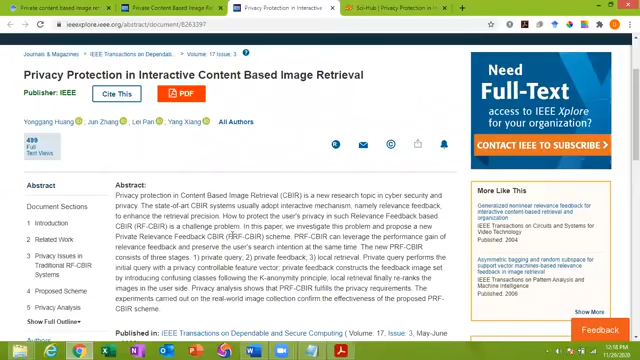 Private content based image ret
Private Content Based Image R
Privacy Protection in Interactive
Sci-Hub | Privacy Protection in In
ieeexplore.ieee.org/abstract/document/8263397
Journals & Magazines > IEEE Transactions on Dependab... > Volume: 17 Issue: 3
Privacy Protection in Interactive Content Based Image Retrieval
Publisher: IEEE
Cite This
PDF
Yonggang Huang ; Jun Zhang ; Lei Pan ; Yang Xiang All Authors
499
Full
Text Views
Abstract
Document Sections
1 Introduction
2 Related Work
3 Privacy Issues in
Traditional RF-CBIR
Systems
4 Proposed Scheme
5 Privacy Analysis
Show Full Outline
Authors
Abstract:
Privacy protection in Content Based Image Retrieval (CBIR) is a new research topic in cyber security and
privacy. The state-of-art CBIR systems usually adopt interactive mechanism, namely relevance feedback,
to enhance the retrieval precision. How to protect the user's privacy in such Relevance Feedback based
CBIR (RF-CBIR) is a challenge problem. In this paper, we investigate this problem and propose a new
Private Relevance Feedback CBIR (PRF-CBIR) scheme. PRF-CBIR can leverage the performance gain of
relevance feedback and preserve the user's search intention at the same time. The new PRF-CBIR
consists of three stages: 1) private query; 2) private feedback; 3) local retrieval. Private query performs the
initial query with a privacy controllable feature vector; private feedback constructs the feedback image set
by introducing confusing classes following the K-anonymity principle; local retrieval finally re-ranks the
images in the user side. Privacy analysis shows that PRF-CBIR fulfills the privacy requirements. The
experiments carried out on the real-world image collection confirm the effectiveness of the proposed PRF-
CBIR scheme.
Published in: IEEE Transactions on Dependable and Secure Computing ( Volume: 17, Issue: 3, May-June
Need
Full-Text
access to IEEE Xplore
for your organization?
CONTACT IEEE TO SUBSCRIBE >
More Like This
Generalized nonlinear relevance feedback for
interactive content-based retrieval and
organization
IEEE Transactions on Circuits and Systems for
Video Technology
Published: 2004
Asymmetric bagging and random subspace for
support vector machines-based relevance
feedback in image retrieval
IEEE Transactions on Pattern Analysis and
Machine Intelligence
Published: 2006
Show More
Feedback
12:58 PM
11/29/2020